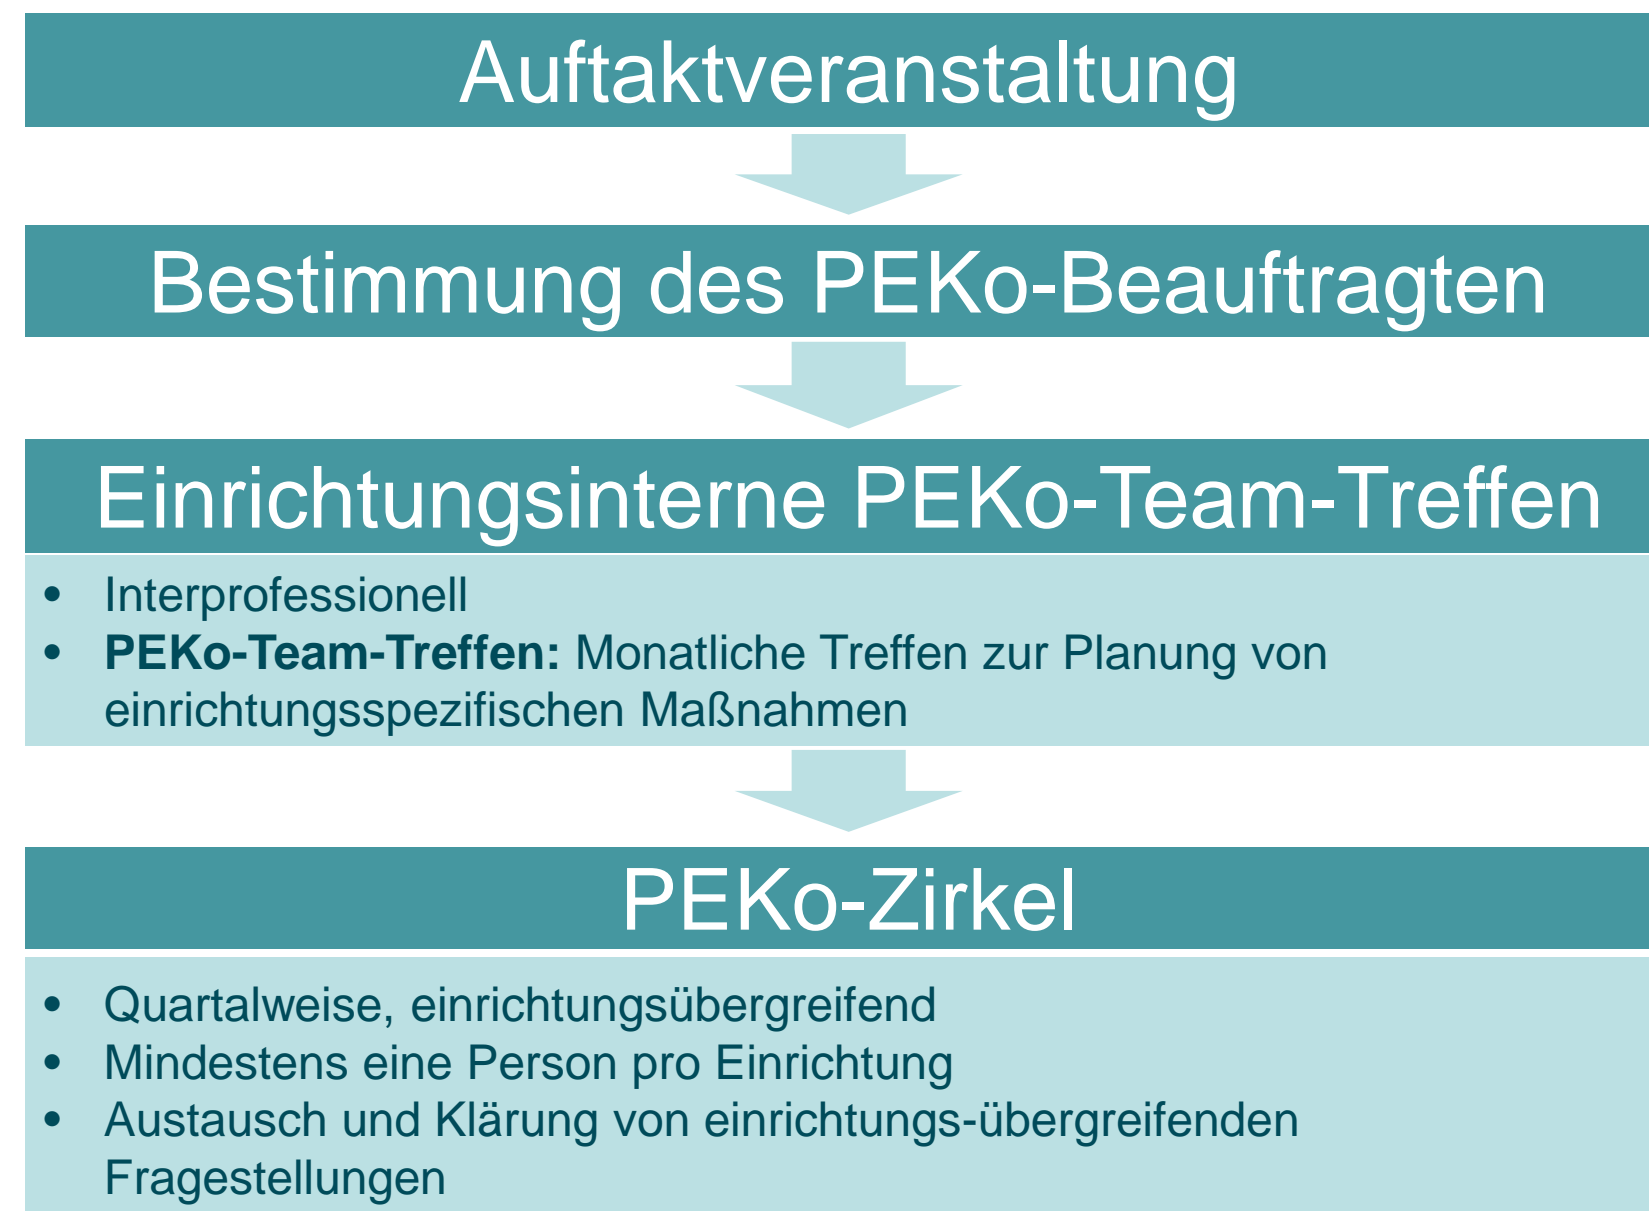 Auftaktveranstaltung
Bestimmung des PEKo-Beauftragten
Einrichtungsinterne PEKo-Team-Treffen
• Interprofessionell
• PEKo-Team-Treffen: Monatliche Treffen zur Planung von
einrichtungsspezifischen Maßnahmen
PEKo-Zirkel
• Quartalweise, einrichtungsübergreifend
• Mindestens eine Person pro Einrichtung
• Austausch und Klärung von einrichtungs-übergreifenden
Fragestellungen